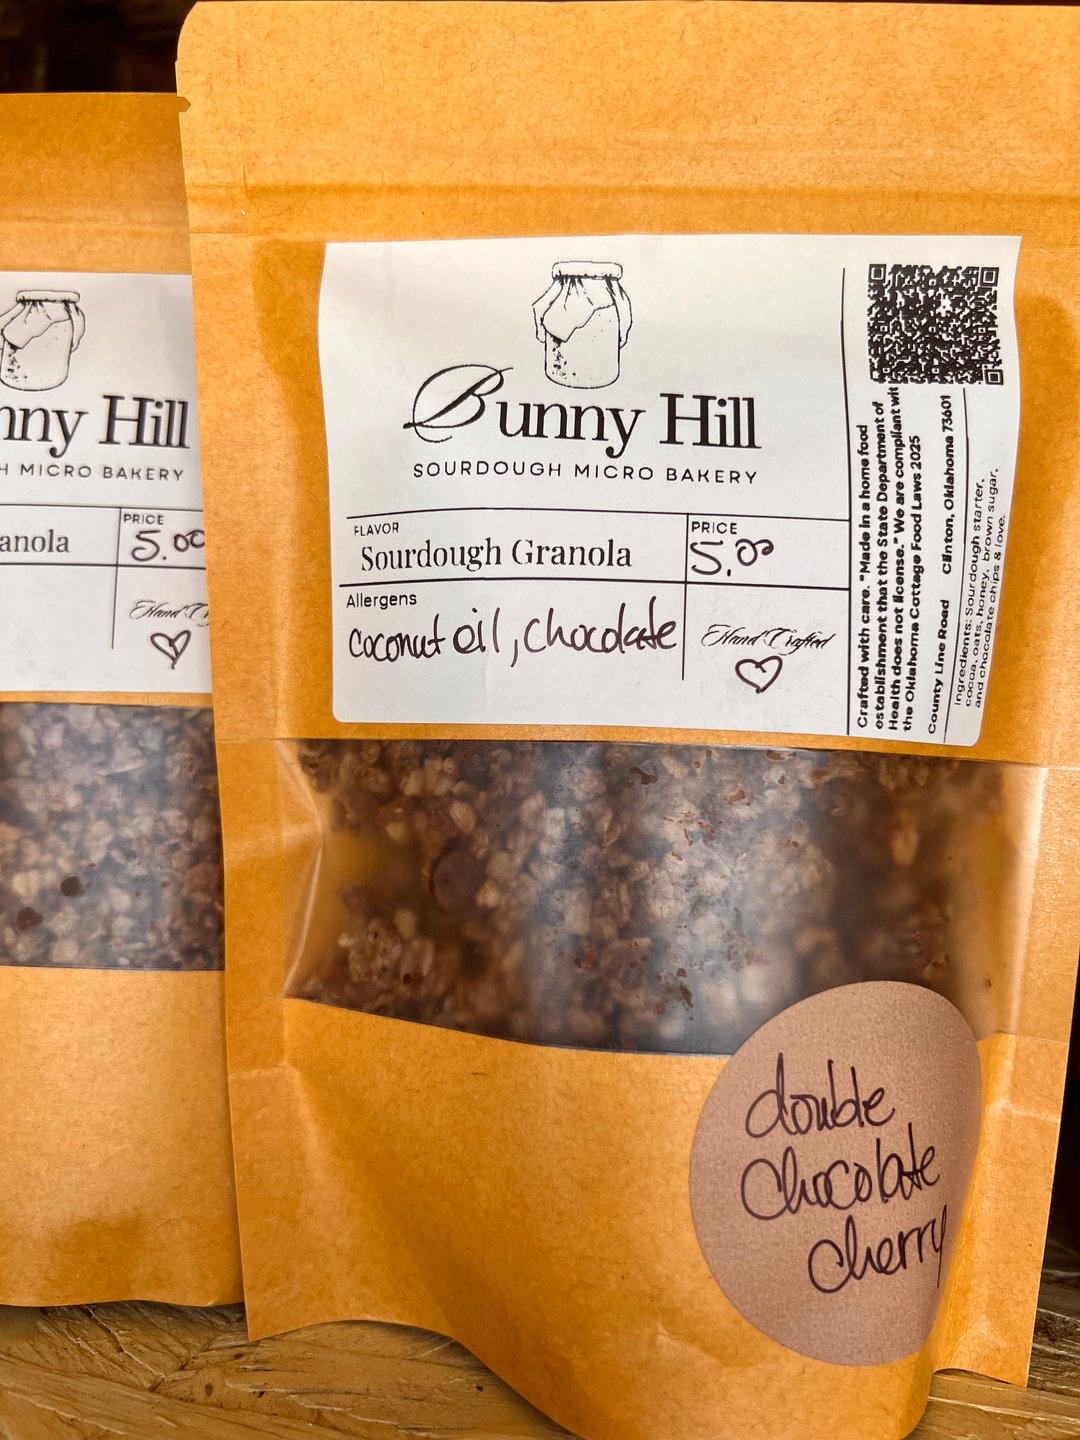 Bunny Hill
SOURDOUGH MICRO BAKERY
FLAVOR
Sourdough Granola
PRICE
5.00
Allergens
coconut oil, chocolate
Hand Crafted
Crafted with care. "Made in a home food
establishment that the State Department of
Health does not license." We are compliant wit
the Oklahoma Cottage Food Laws 2025
County Line Road Clinton, Oklahoma 73601
Ingredients: Sourdough starter,
cocoa, oats, honey, brown sugar,
and chocolate chips & love.
double
chocolate
cherry
nny Hill
H MICRO BAKERY
anola
PRICE
5.00
Hand C